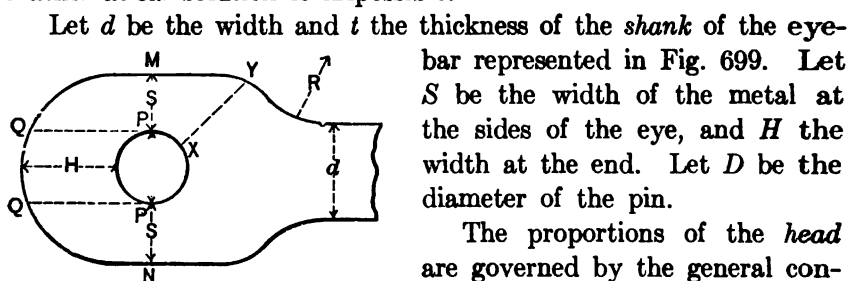 Let d be the width and t the thickness of the shank of the eye-
bar represented in Fig. 699. Let
S be the width of the metal at
the sides of the eye, and H the
width at the end. Let D be the
diameter of the pin.
The proportions of the head
are governed by the general con-
M
Y
R
S
P
Q
X
H
d
Q
P
S
N